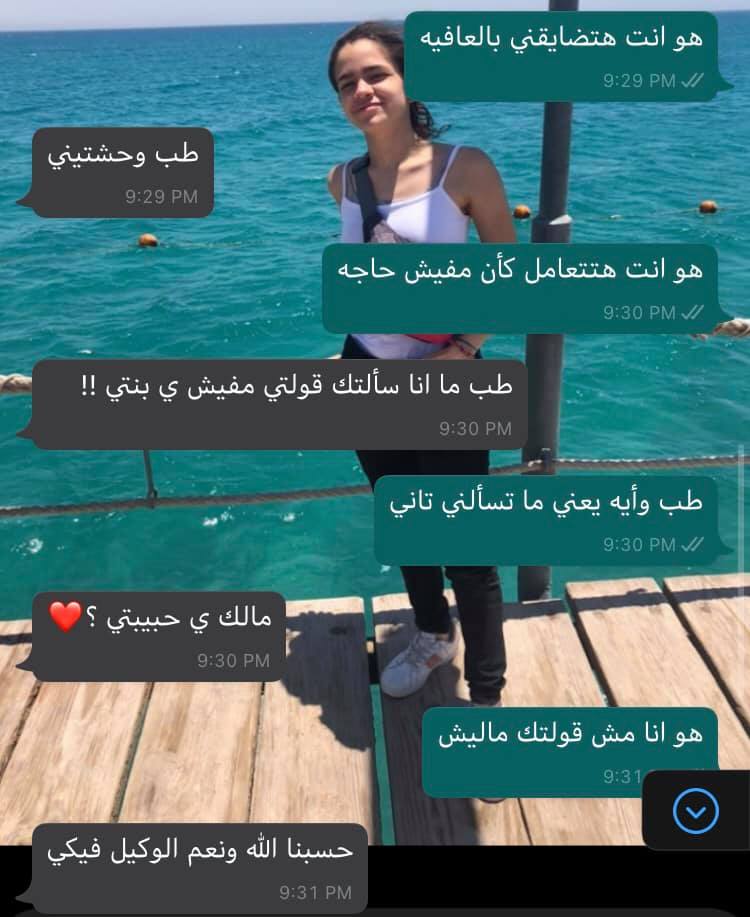 هو انت هتضايقني بالعافيه
9:29 PM
طب وحشتيني
9:29 PM
هو انت هتتعامل كأن مفيش حاجه
9:30 PM
طب ما انا سألتك قولتي مفيش ي بنتي !!
9:30 PM
طب وأيه يعني ما تسألني تاني
9:30 PM
مالك ي حبيبتي ؟❤️
9:30 PM
هو انا مش قولتك ماليش
9:31
حسبنا الله ونعم الوكيل فيكي
9:31 PM